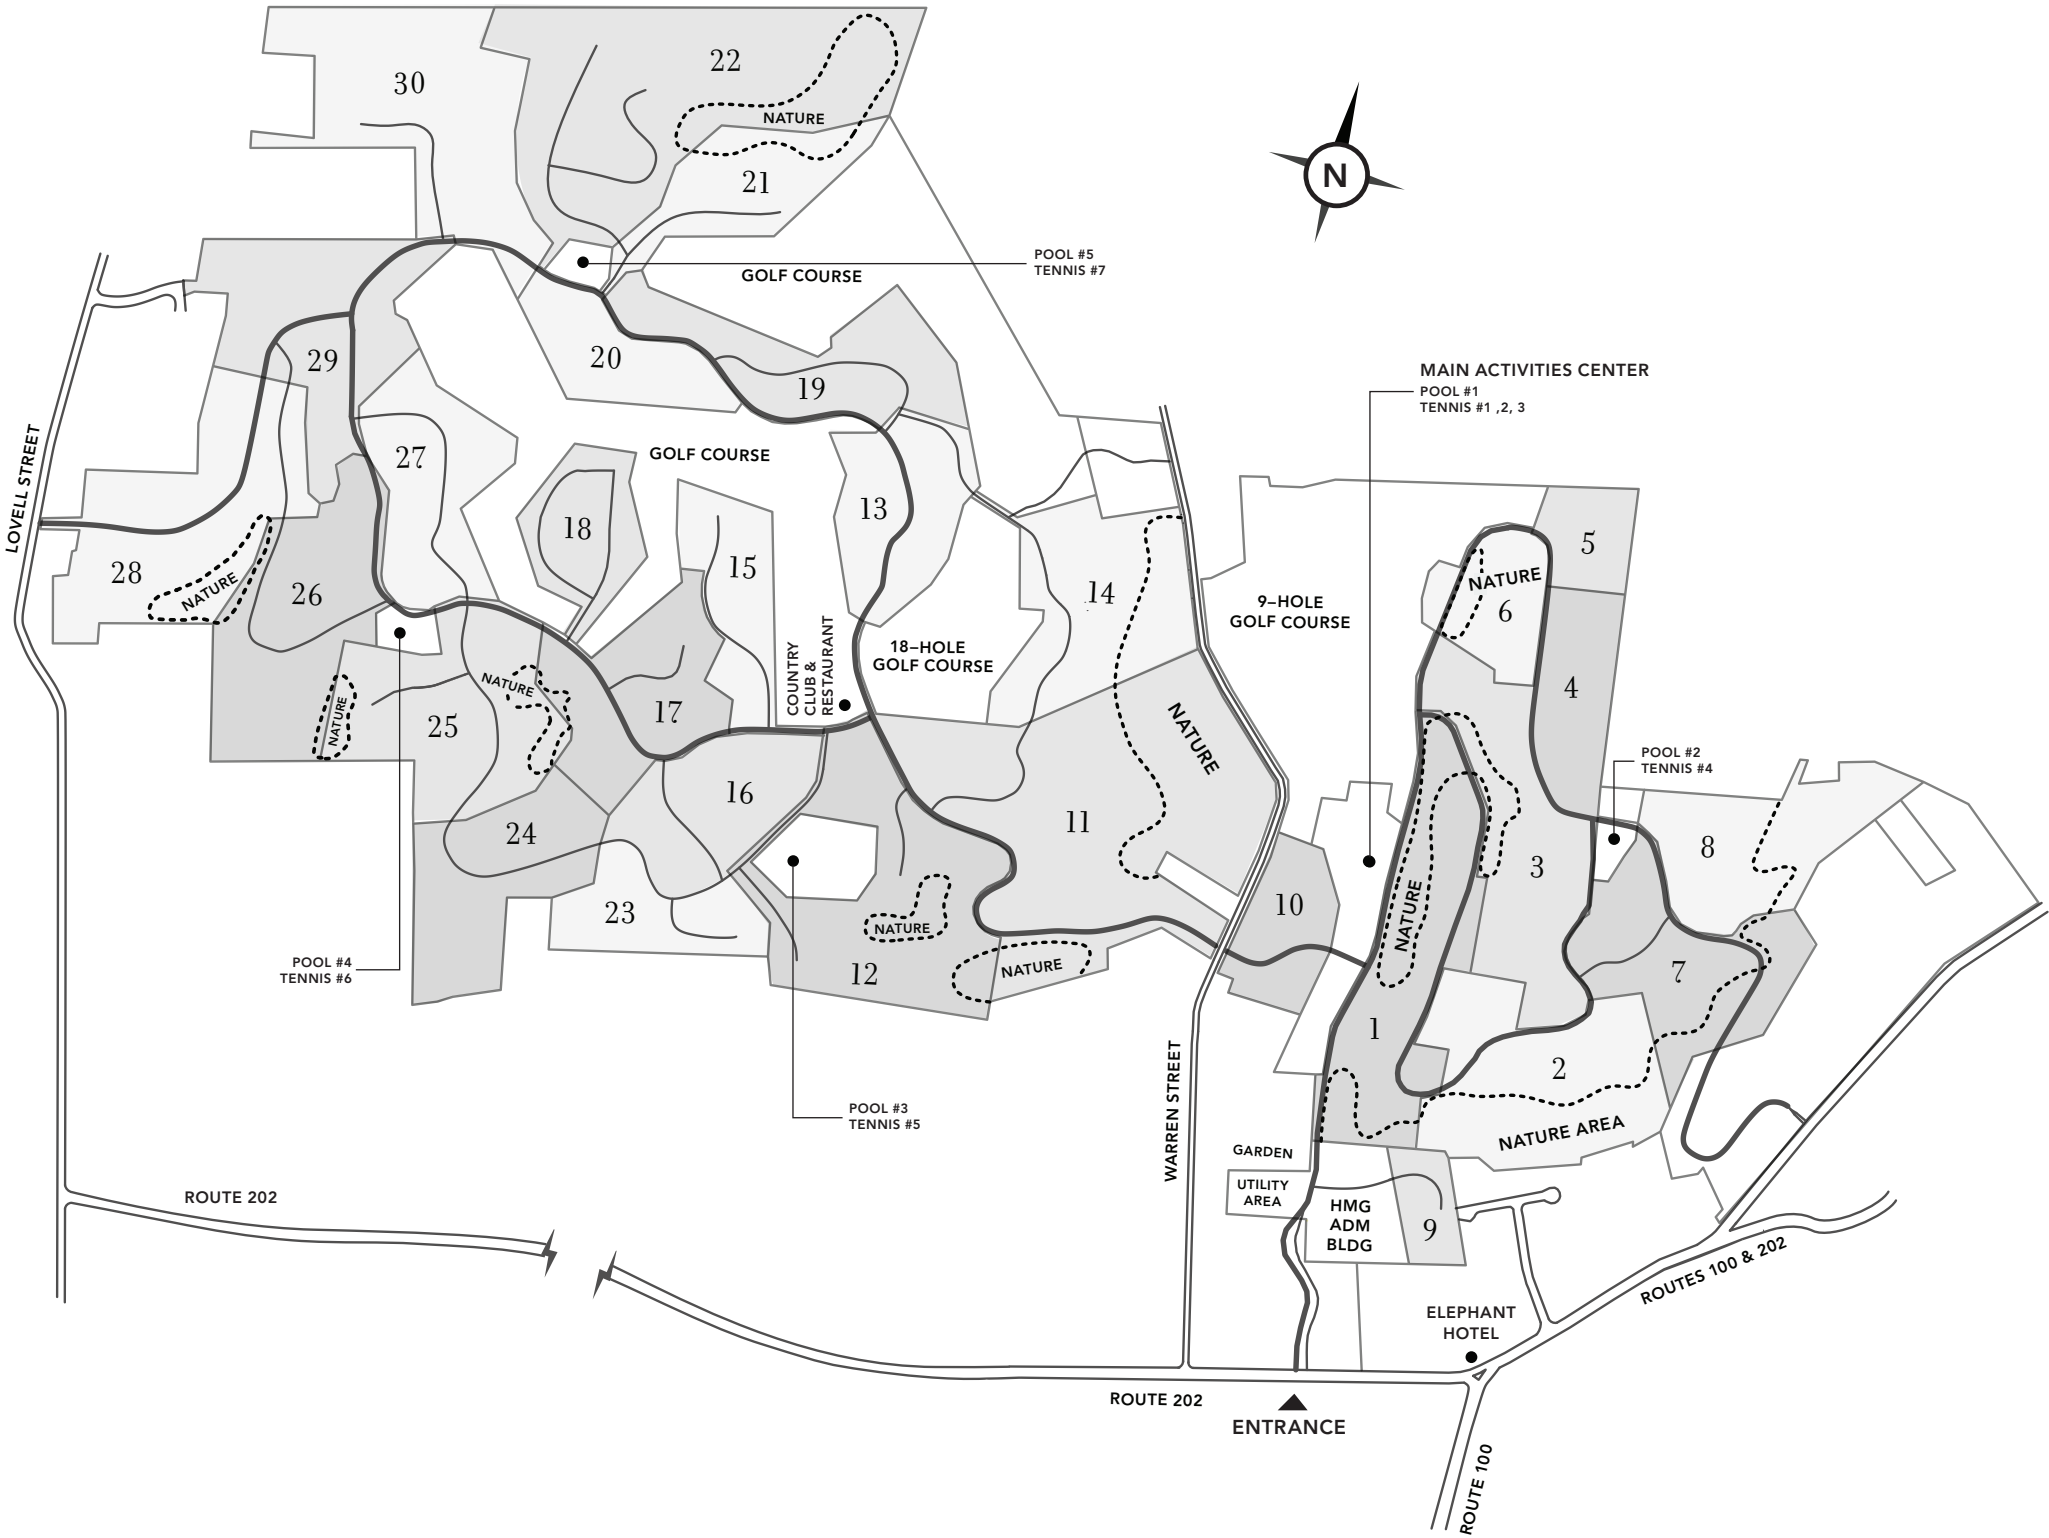 22
30
NATURE
21
N
POOL #5
TENNIS #7
GOLF COURSE
29
20
19
MAIN ACTIVITIES CENTER
POOL #1
TENNIS #1 ,2, 3
LOVELL STREET
27
GOLF COURSE
18
13
15
14
5
28
NATURE
26
NATURE
6
9–HOLE
GOLF COURSE
COUNTRY
CLUB &
RESTAURANT
18–HOLE
GOLF COURSE
4
NATURE
NATURE
25
17
NATURE
POOL #2
TENNIS #4
16
24
11
8
3
10
23
NATURE
NATURE
NATURE
12
7
POOL #4
TENNIS #6
1
2
POOL #3
TENNIS #5
WARREN STREET
NATURE AREA
GARDEN
UTILITY
AREA
HMG
ADM
BLDG
9
ROUTE 202
ROUTES 100 & 202
ELEPHANT
HOTEL
ROUTE 202
ENTRANCE
ROUTE 100